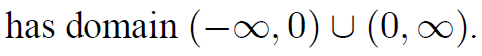 has domain (−∞, 0) ∪ (0, ∞).